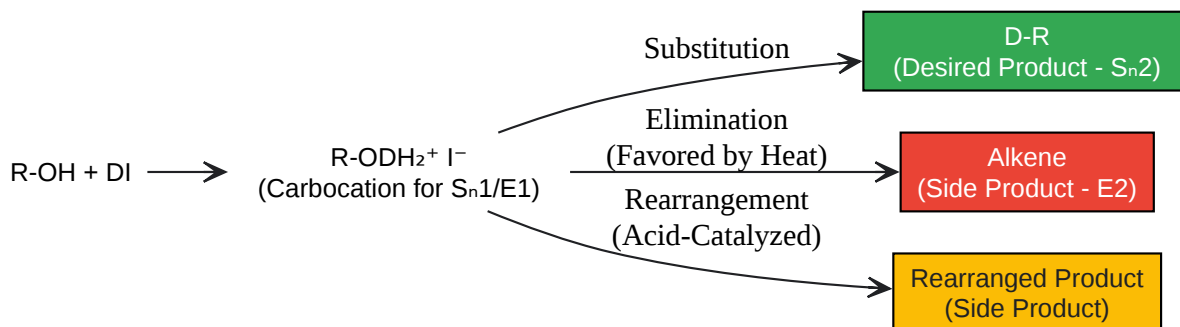 R-OH + DI
R-ODH₂⁺ I⁻
(Carbocation for Sₙ1/E1)
Substitution
D-R
(Desired Product - Sₙ2)
Elimination
(Favored by Heat)
Alkene
(Side Product - E2)
Rearrangement
(Acid-Catalyzed)
Rearranged Product
(Side Product)